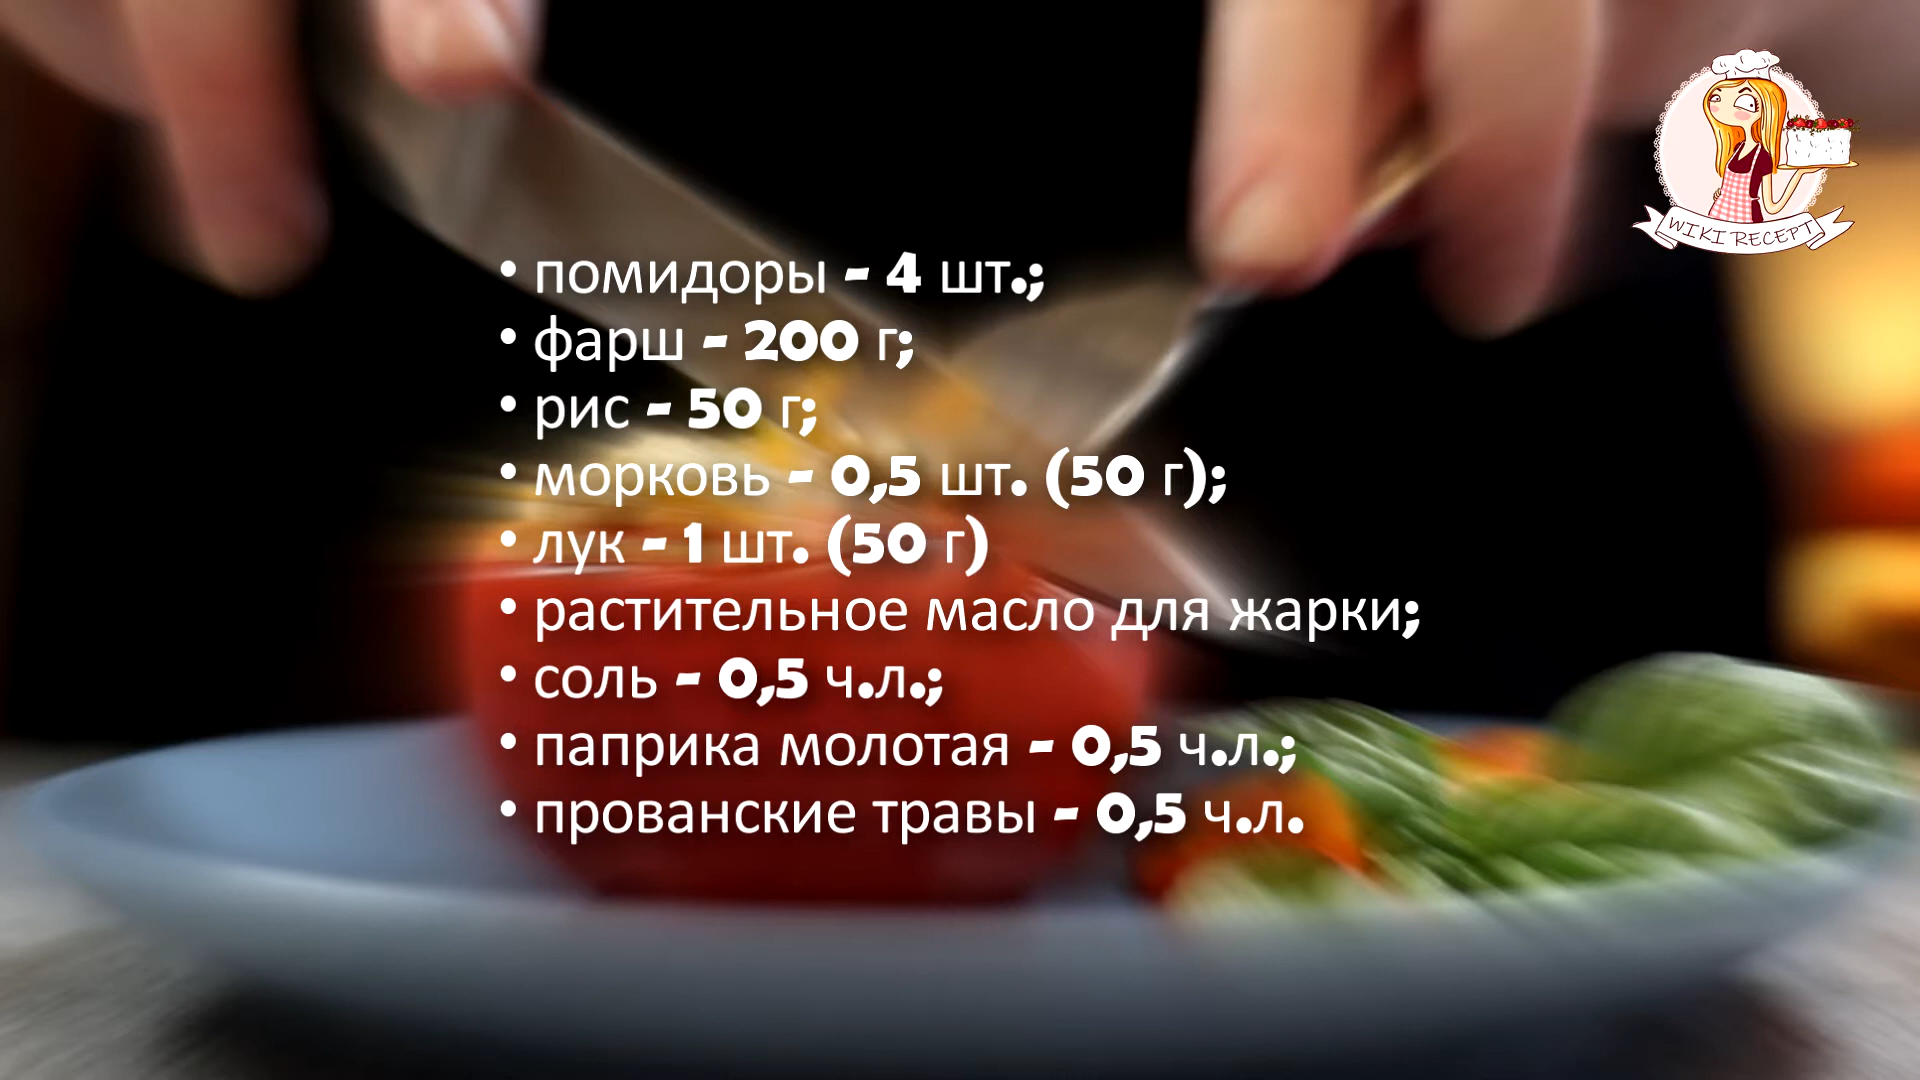 WIKI RECEPT
• помидоры - 4 шт.;
• фарш - 200 г;
• рис - 50 г;
• морковь - 0,5 шт. (50 г);
• лук - 1 шт. (50 г)
• растительное масло для жарки;
• соль - 0,5 ч.л.;
• паприка молотая - 0,5 ч.л.;
• прованские травы - 0,5 ч.л.